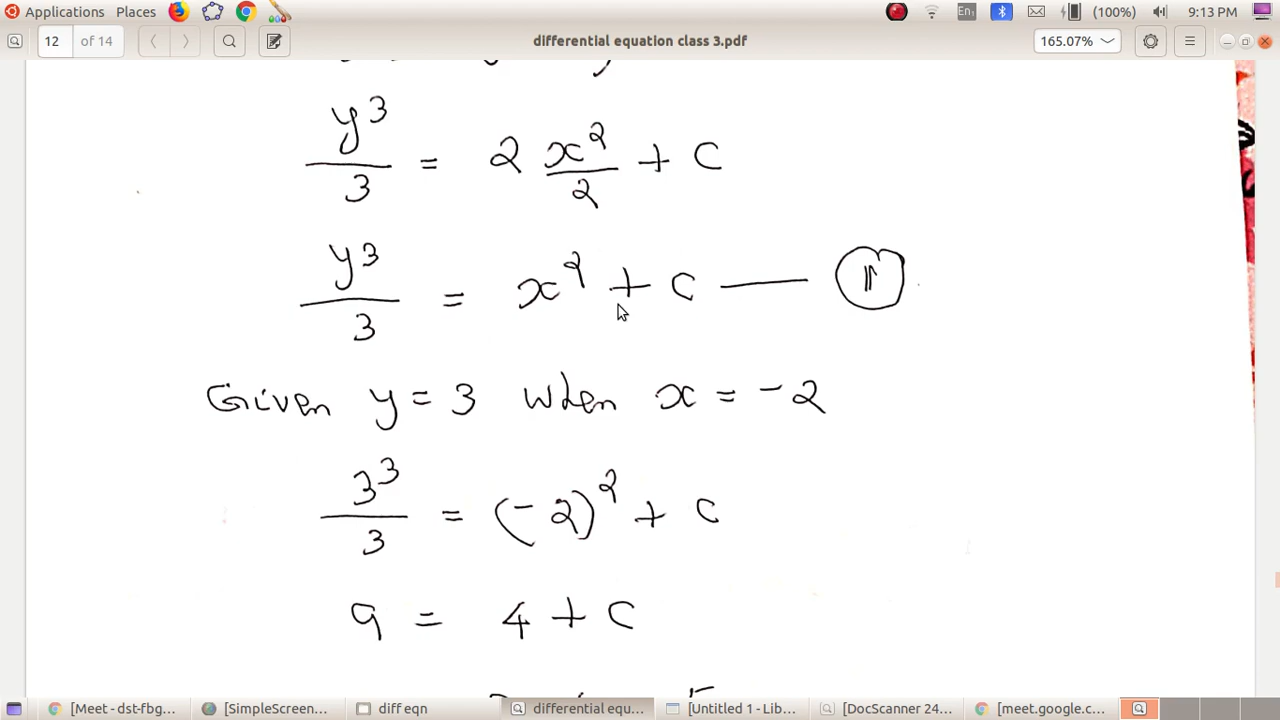 Applications Places En₁ (100%) 9:13 PM
12 of 14 differential equation class 3.pdf 165.07%
y³/3 = 2 x²/2 + C
y³/3 = x² + C —— II
Given y = 3 when x = -2
3³/3 = (-2)² + C
9 = 4 + C
[Meet - dst-fbg... [SimpleScreen... diff eqn differential equ... [Untitled 1 - Lib... [DocScanner 24... [meet.google.c...